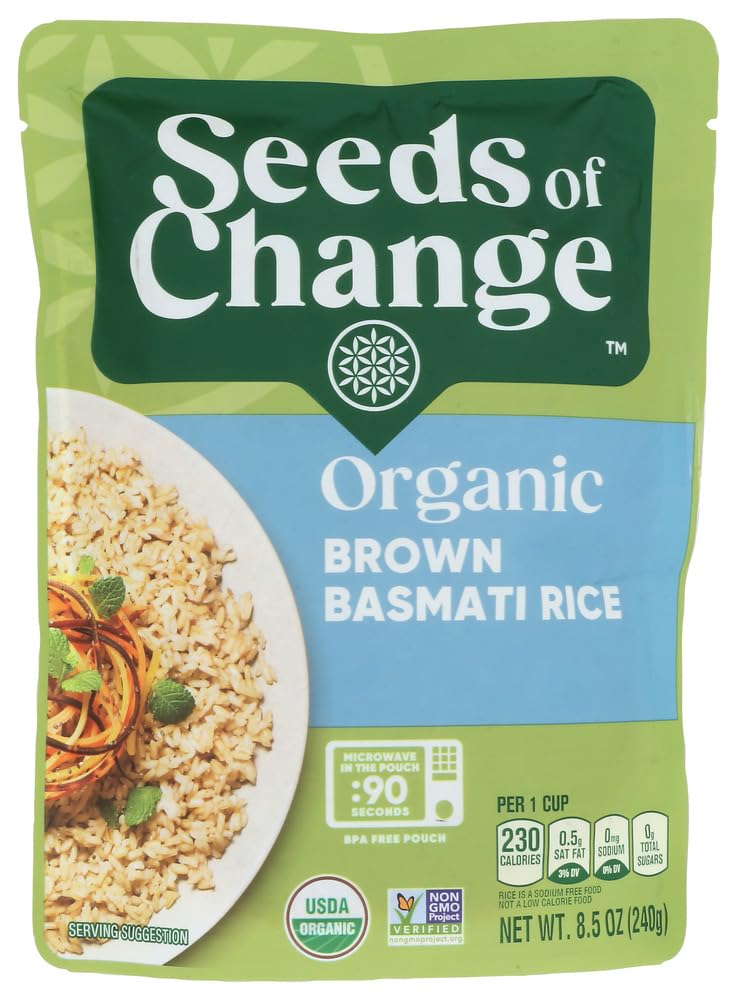 Seeds of
Change
TM
Organic
BROWN
BASMATI RICE
MICROWAVE
IN THE POUCH
:90
SECONDS
BPA FREE POUCH
PER 1 CUP
230
CALORIES
0.5g
SAT FAT
3% DV
0mg
SODIUM
0% DV
0g
TOTAL
SUGARS
RICE IS A SODIUM FREE FOOD
NOT A LOW CALORIE FOOD
NET WT. 8.5 OZ (240g)
USDA
ORGANIC
NON
GMO
Project
VERIFIED
nongmoproject.org
SERVING SUGGESTION